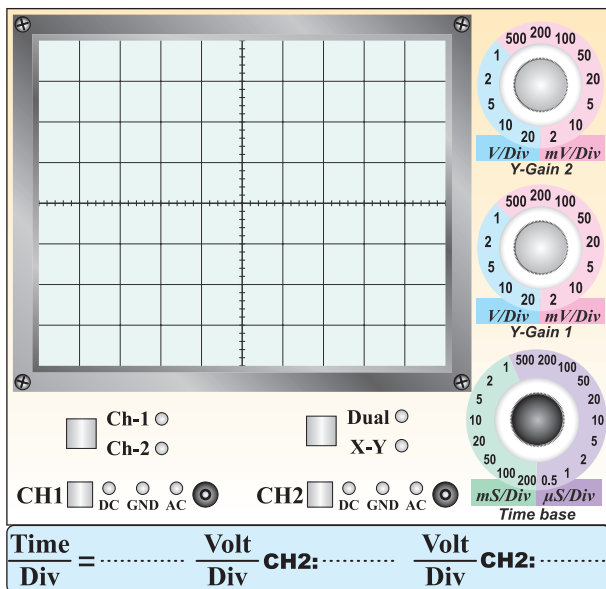 500 200 100
1 50
2 20
5 5
10 10
20 2
V/Div mV/Div
Y-Gain 2
500 200 100
1 50
2 20
5 5
10 10
20 2
V/Div mV/Div
Y-Gain 1
1 500 200 100
2 50
5 20
10 10
20 5
50 2
100 200 0.5 1
mS/Div µS/Div
Time base
Ch-1
Ch-2
Dual
X-Y
CH1 DC GND AC
CH2 DC GND AC
Time/Div = ............ Volt/Div CH2: ............ Volt/Div CH2: ............